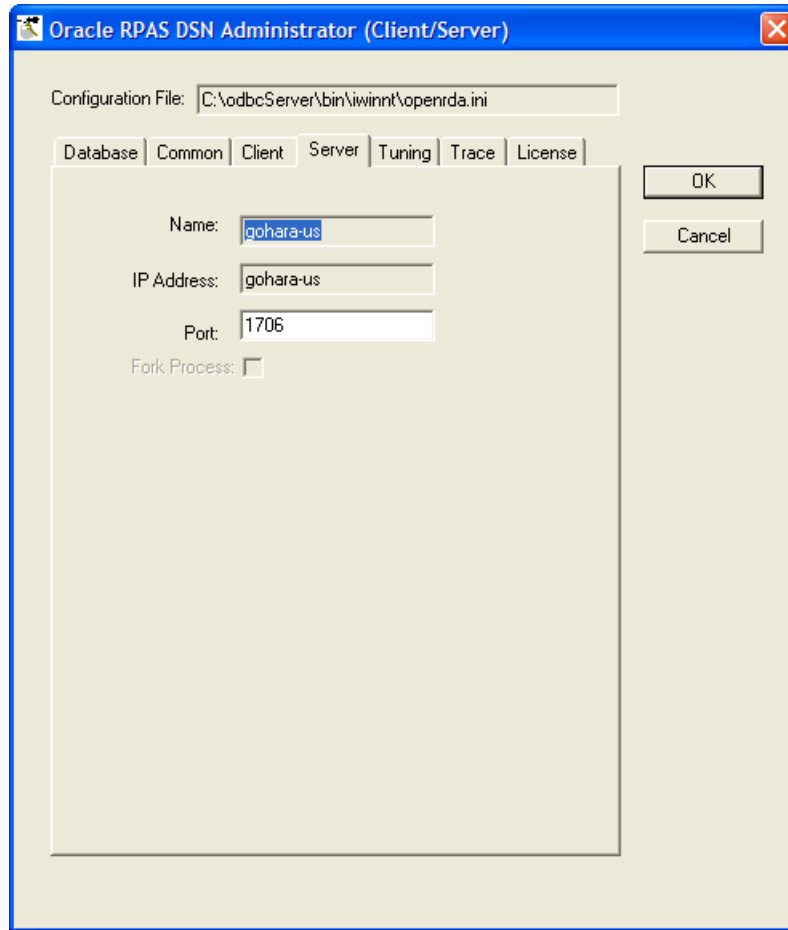 Oracle RPAS DSN Administrator (Client/Server)
Configuration File: C:\odbcServer\bin\iwinnt\openrda.ini
Database Common Client Server Tuning Trace License
OK
Name: gohara-us
Cancel
IP Address: gohara-us
Port: 1706
Fork Process: